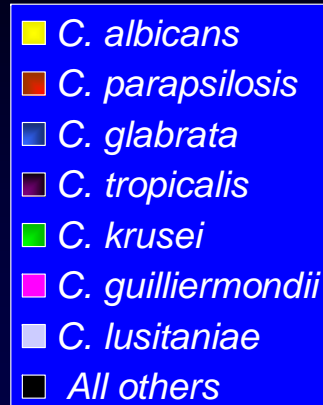 C. albicans
C. parapsilosis
C. glabrata
C. tropicalis
C. krusei
C. guilliermondii
C. lusitaniae
All others